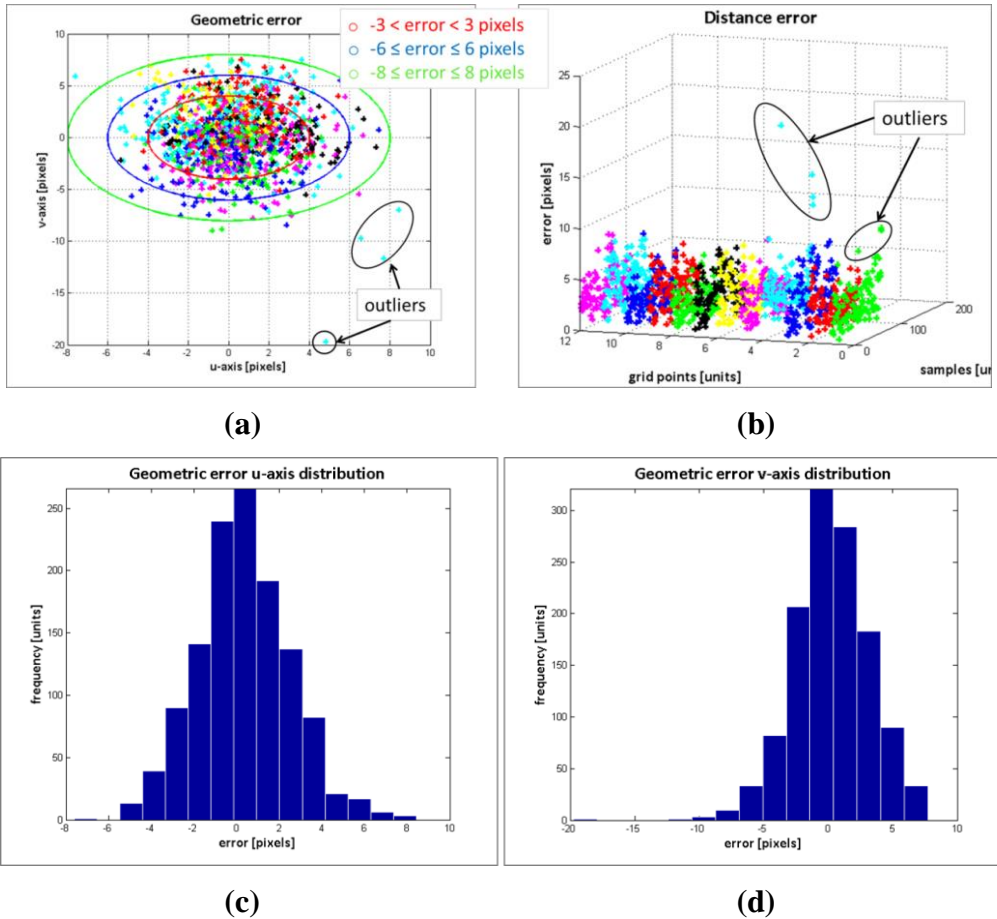 Geometric error
-3 < error < 3 pixels
-6 ≤ error ≤ 6 pixels
-8 ≤ error ≤ 8 pixels
10
5
0
-5
-10
-15
-20
v-axis [pixels]
outliers
-8 -6 -4 -2 0 2 4 6 8 10
u-axis [pixels]
(a)
Distance error
25
20
15
10
5
0
error [pixels]
outliers
12 10 8 6 4 2 0
0 100 200
grid points [units]
samples [ur
(b)
Geometric error u-axis distribution
250
200
150
100
50
0
frequency [units]
-8 -6 -4 -2 0 2 4 6 8 10
error [pixels]
(c)
Geometric error v-axis distribution
300
250
200
150
100
50
0
frequency [units]
-20 -15 -10 -5 0 5 10
error [pixels]
(d)